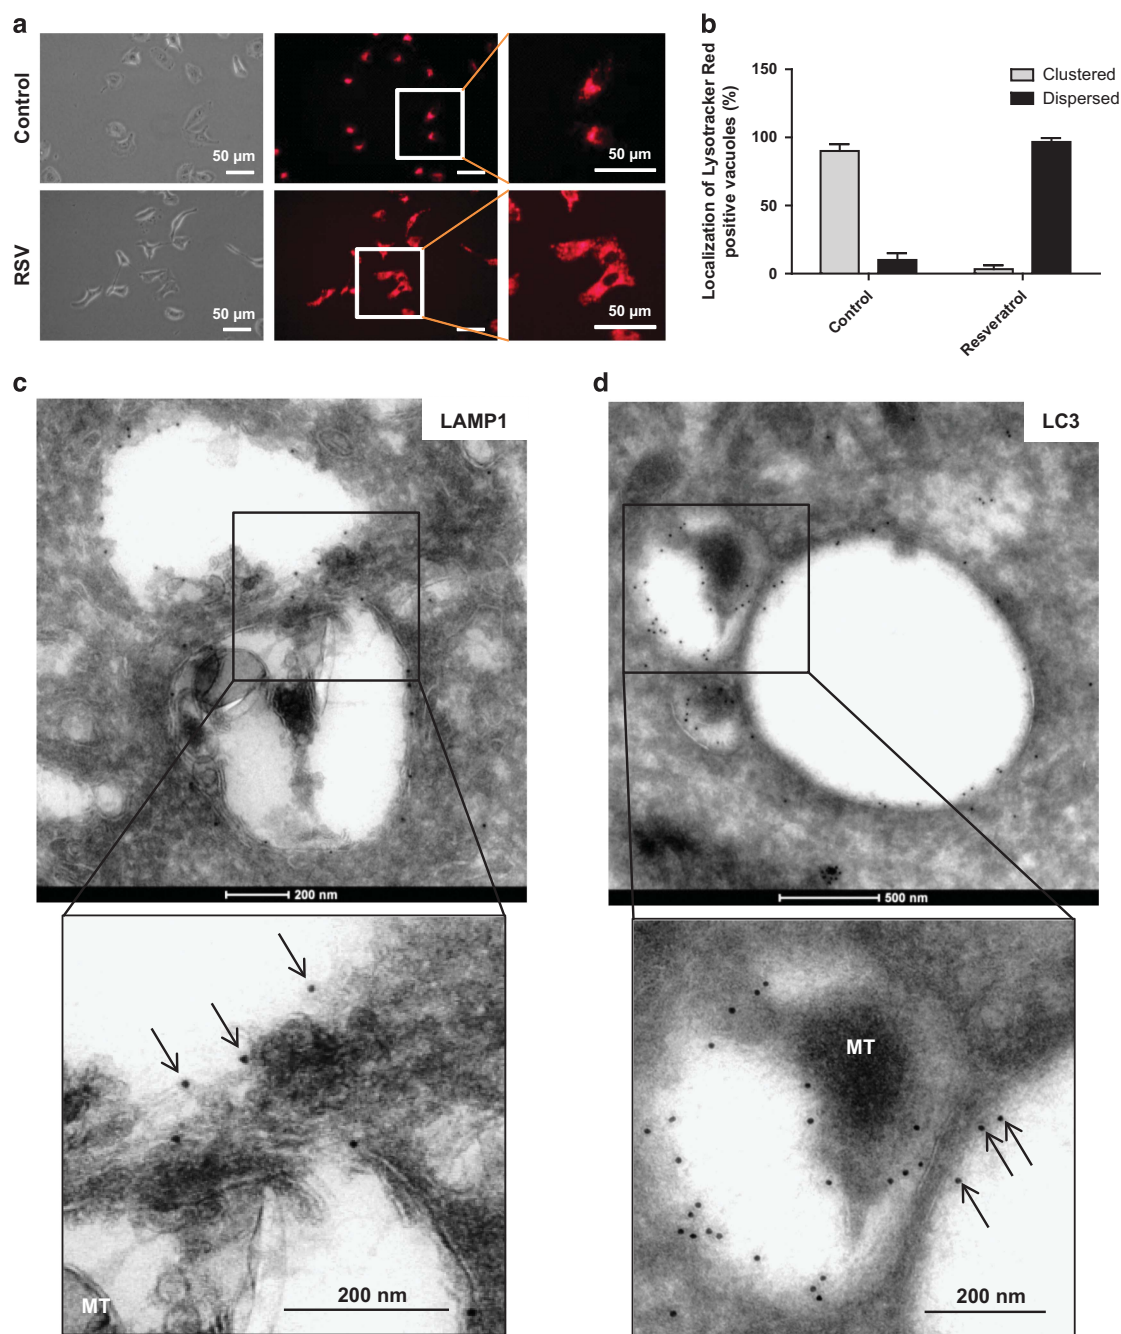 a
Control
50 µm
50 µm
RSV
50 µm
50 µm
b
Localization of Lysotracker Red
positive vacuoles (%)
150
100
50
0
Clustered
Dispersed
Control
Resveratrol
c
LAMP1
200 nm
MT
200 nm
d
LC3
500 nm
MT
200 nm